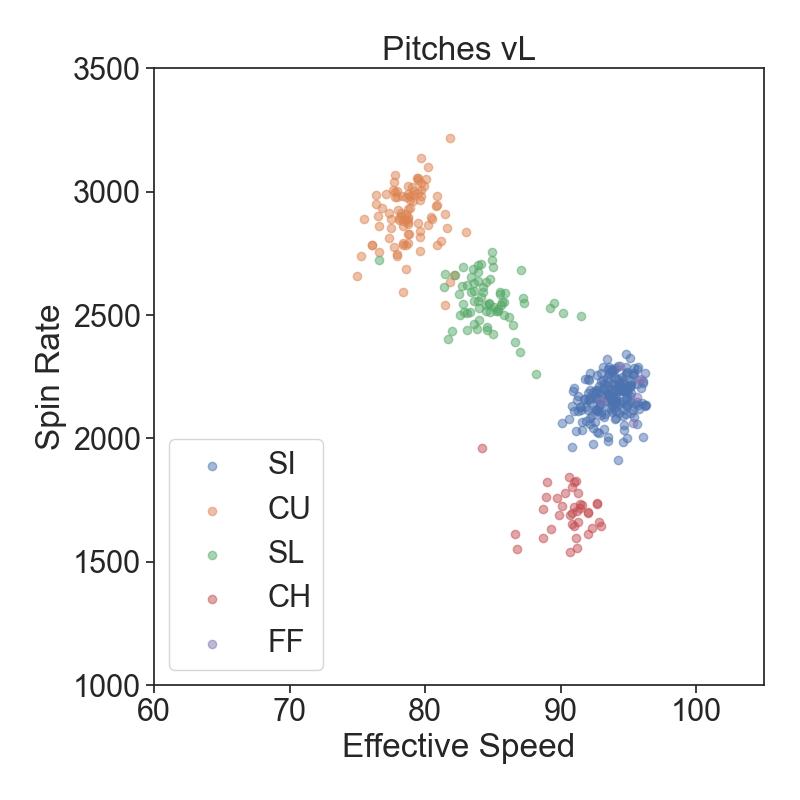 Pitches vL
3500
3000
2500
2000
1500
1000
Spin Rate
SI
CU
SL
CH
FF
60 70 80 90 100
Effective Speed